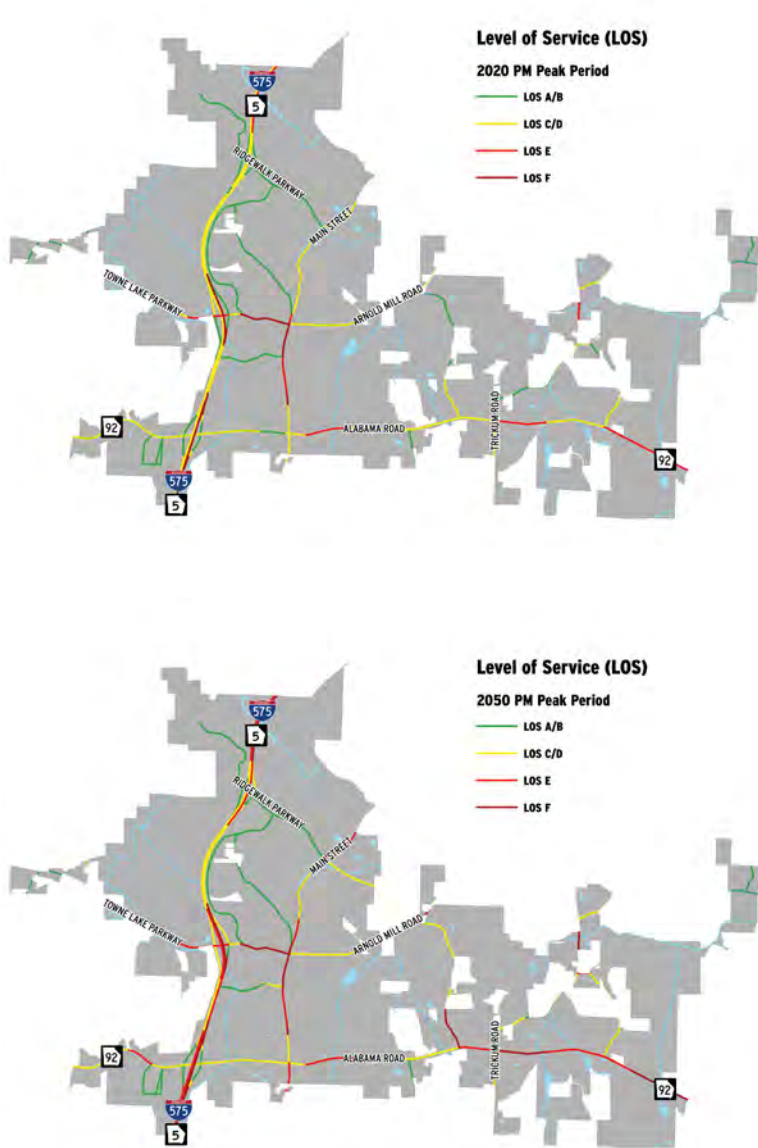 Level of Service (LOS)
2020 PM Peak Period
LOS A/B
LOS C/D
LOS E
LOS F
575
5
RIDGEWALK PARKWAY
MAIN STREET
TOWNE LAKE PARKWAY
ARNOLD MILL ROAD
92
ALABAMA ROAD
TRICKUM ROAD
92
575
5
Level of Service (LOS)
2050 PM Peak Period
LOS A/B
LOS C/D
LOS E
LOS F
575
5
RIDGEWALK PARKWAY
MAIN STREET
TOWNE LAKE PARKWAY
ARNOLD MILL ROAD
92
ALABAMA ROAD
TRICKUM ROAD
92
575
5